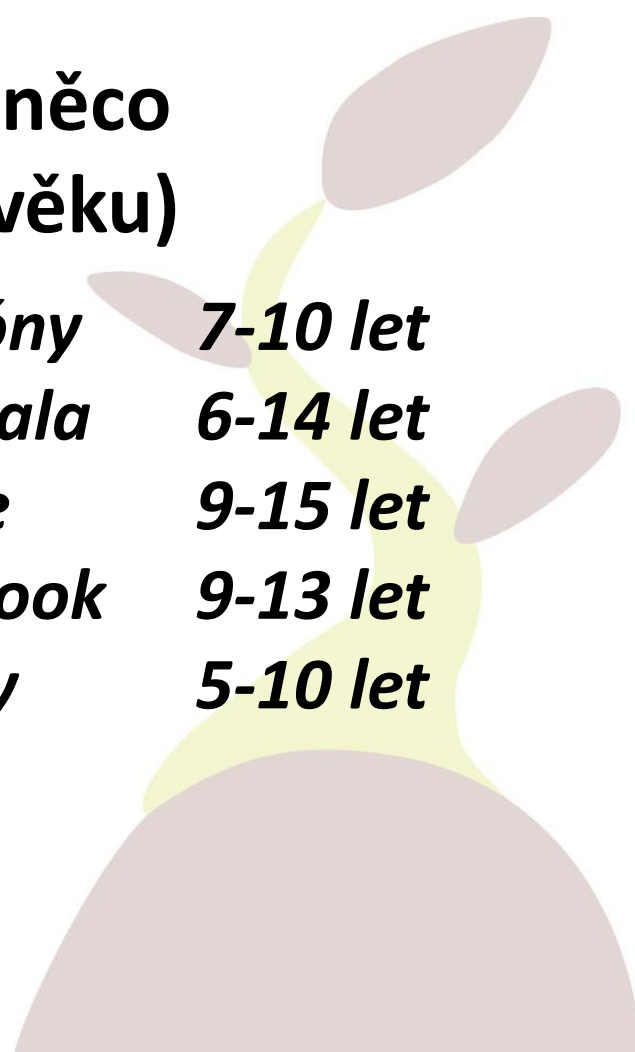 něco
věku)
óny 7-10 let
ala 6-14 let
e 9-15 let
ook 9-13 let
y 5-10 let